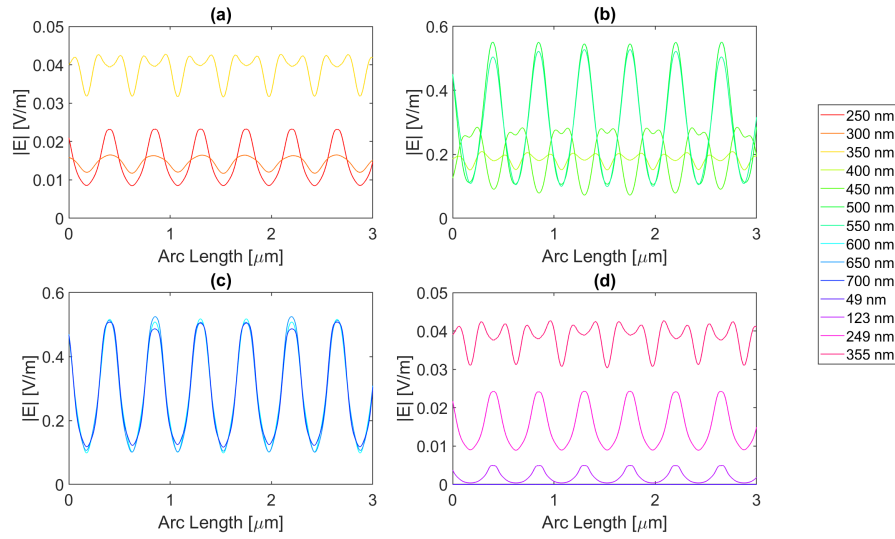 (a)
0.05
0.04
0.03
0.02
0.01
0
|E| [V/m]
0 1 2 3
Arc Length [μm]
(b)
0.6
0.4
0.2
0
|E| [V/m]
0 1 2 3
Arc Length [μm]
(c)
0.6
0.4
0.2
0
|E| [V/m]
0 1 2 3
Arc Length [μm]
(d)
0.05
0.04
0.03
0.02
0.01
0
|E| [V/m]
0 1 2 3
Arc Length [μm]
250 nm
300 nm
350 nm
400 nm
450 nm
500 nm
550 nm
600 nm
650 nm
700 nm
49 nm
123 nm
249 nm
355 nm